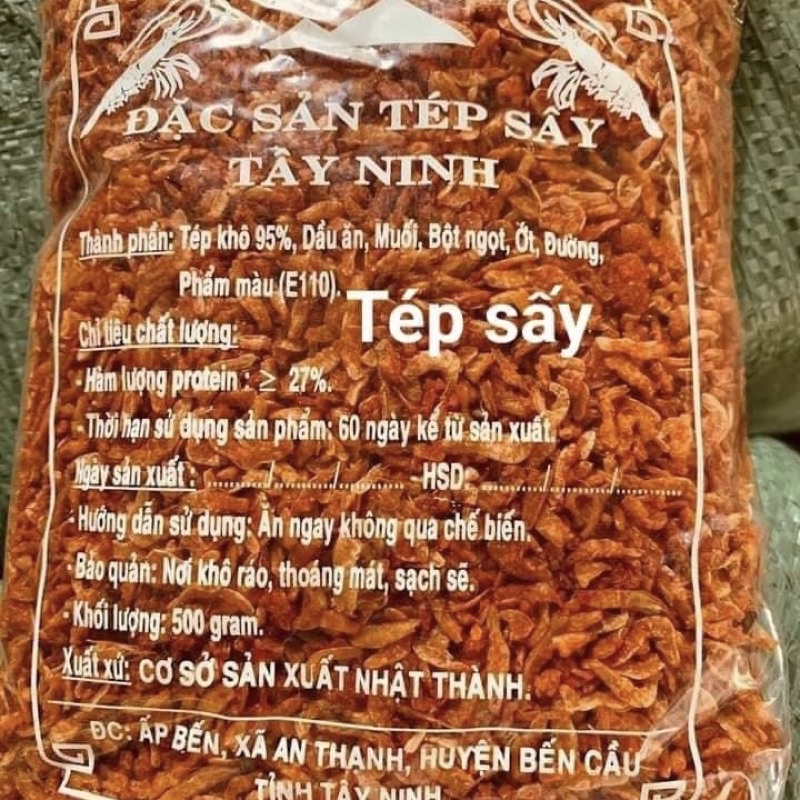 ĐẶC SẢN TÉP SẤY
TÂY NINH
Thành phần: Tép khô 95%, Dầu ăn, Muối, Bột ngọt, Ớt, Đường,
Phẩm màu (E110).
Tép sấy
Chỉ tiêu chất lượng:
- Hàm lượng protein : ≥ 27%.
- Thời hạn sử dụng sản phẩm: 60 ngày kể từ sản xuất.
Ngày sản xuất : ........../........../.......... -HSD: ........../........../..........
- Hướng dẫn sử dụng: Ăn ngay không qua chế biến.
- Bảo quản: Nơi khô ráo, thoáng mát, sạch sẽ.
- Khối lượng: 500 gram.
Xuất xứ: CƠ SỞ SẢN XUẤT NHẬT THÀNH.
ĐC: ẤP BẾN, XÃ AN THẠNH, HUYỆN BẾN CẦU
TỈNH TÂY NINH